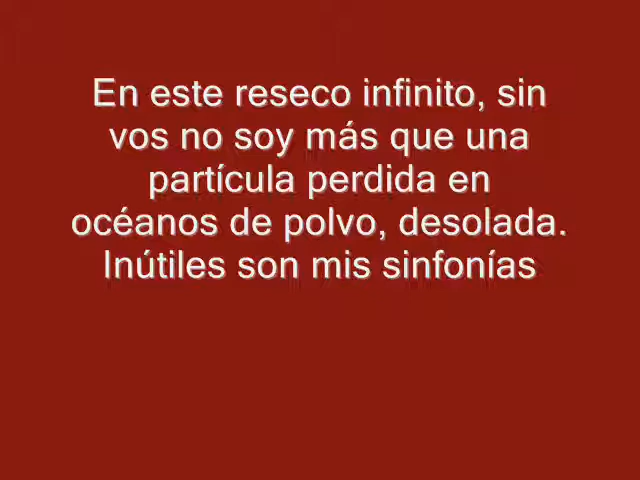 En este reseco infinito, sin
vos no soy más que una
partícula perdida en
océanos de polvo, desolada.
Inútiles son mis sinfonías